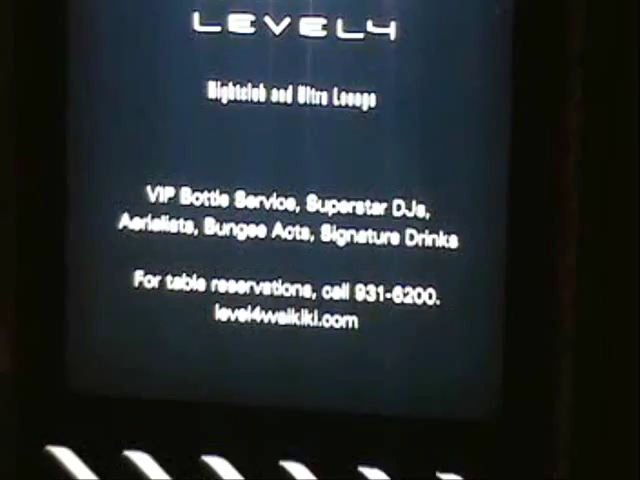 LEVEL4
Nightclub and Ultra Lounge
VIP Bottle Service, Superstar DJs,
Aerialists, Bungee Acts, Signature Drinks
For table reservations, call 931-6200.
level4waikiki.com